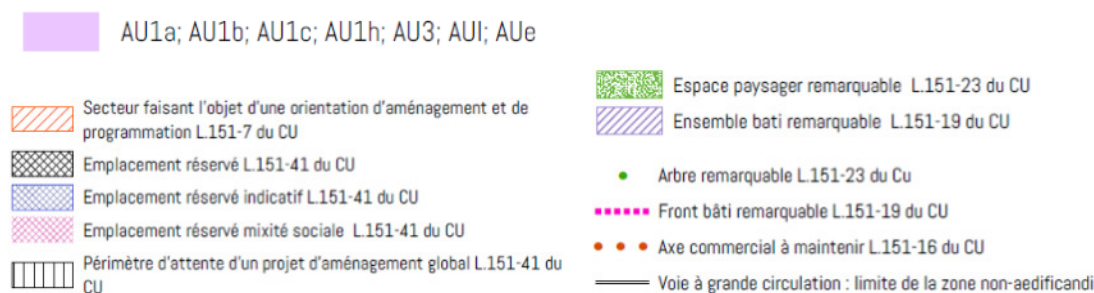 AU1a; AU1b; AU1c; AU1h; AU3; AUl; AUe
Secteur faisant l'objet d'une orientation d'aménagement et de
programmation L.151-7 du CU
Emplacement réservé L.151-41 du CU
Emplacement réservé indicatif L.151-41 du CU
Emplacement réservé mixité sociale L.151-41 du CU
Périmètre d'attente d'un projet d'aménagement global L.151-41 du
CU
Espace paysager remarquable L.151-23 du CU
Ensemble bati remarquable L.151-19 du CU
Arbre remarquable L.151-23 du Cu
Front bâti remarquable L.151-19 du CU
Axe commercial à maintenir L.151-16 du CU
Voie à grande circulation : limite de la zone non-aedificandi